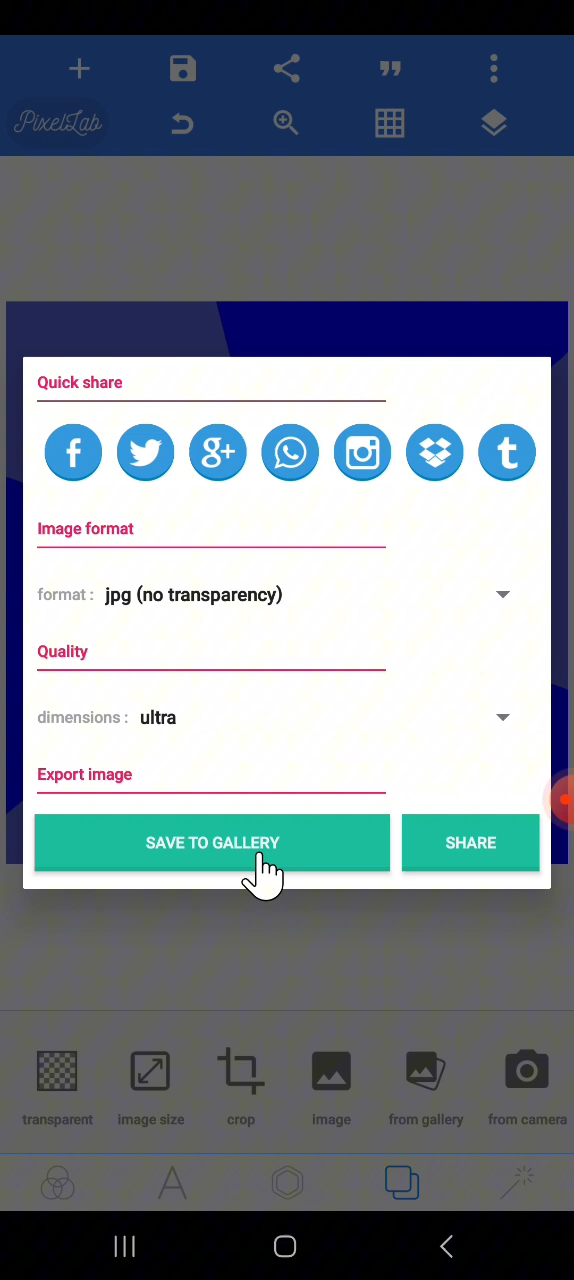 PixelLab
Quick share
Image format
format : jpg (no transparency)
Quality
dimensions : ultra
Export image
SAVE TO GALLERY SHARE
transparent image size crop image from gallery from camera